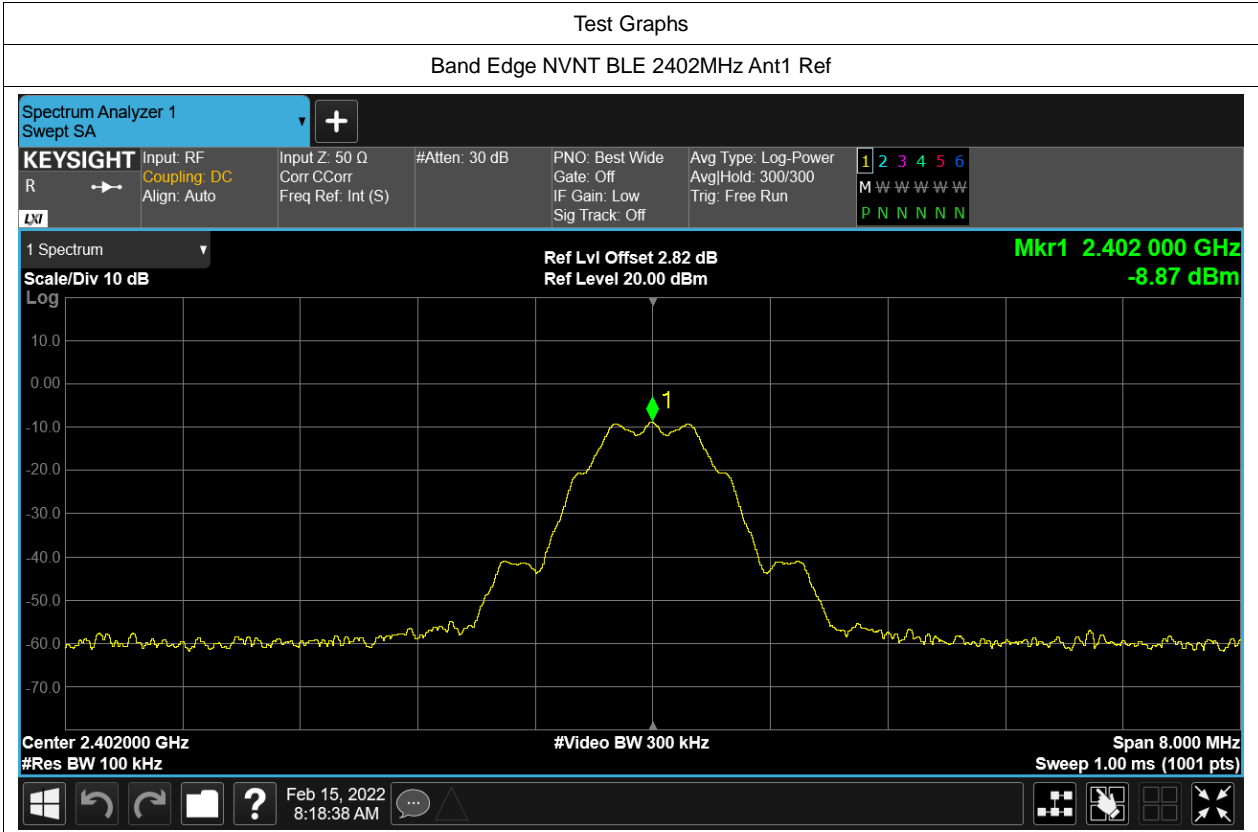 Test Graphs
Band Edge NVNT BLE 2402MHz Ant1 Ref
Spectrum Analyzer 1
Swept SA
KEYSIGHT
R
LXI
Input: RF
Coupling: DC
Align: Auto
Input Z: 50 Ω
Corr CCorr
Freq Ref: Int (S)
#Atten: 30 dB
PNO: Best Wide
Gate: Off
IF Gain: Low
Sig Track: Off
Avg Type: Log-Power
Avg|Hold: 300/300
Trig: Free Run
1 2 3 4 5 6
M W W W W W
P N N N N N
1 Spectrum
Scale/Div 10 dB
Ref Lvl Offset 2.82 dB
Ref Level 20.00 dBm
Mkr1 2.402 000 GHz
-8.87 dBm
Log
10.0
0.00
-10.0
-20.0
-30.0
-40.0
-50.0
-60.0
-70.0
1
Center 2.402000 GHz
#Res BW 100 kHz
#Video BW 300 kHz
Span 8.000 MHz
Sweep 1.00 ms (1001 pts)
?
Feb 15, 2022
8:18:38 AM